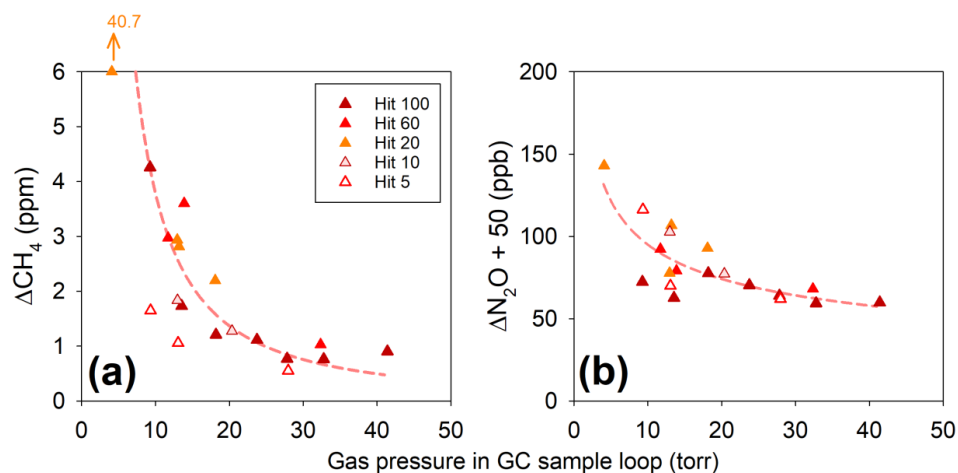 40.7
6
5
4
3
2
1
0
ΔCH₄ (ppm)
Hit 100
Hit 60
Hit 20
Hit 10
Hit 5
(a)
0 10 20 30 40 50
200
150
100
50
0
ΔN₂O + 50 (ppb)
(b)
0 10 20 30 40 50
Gas pressure in GC sample loop (torr)